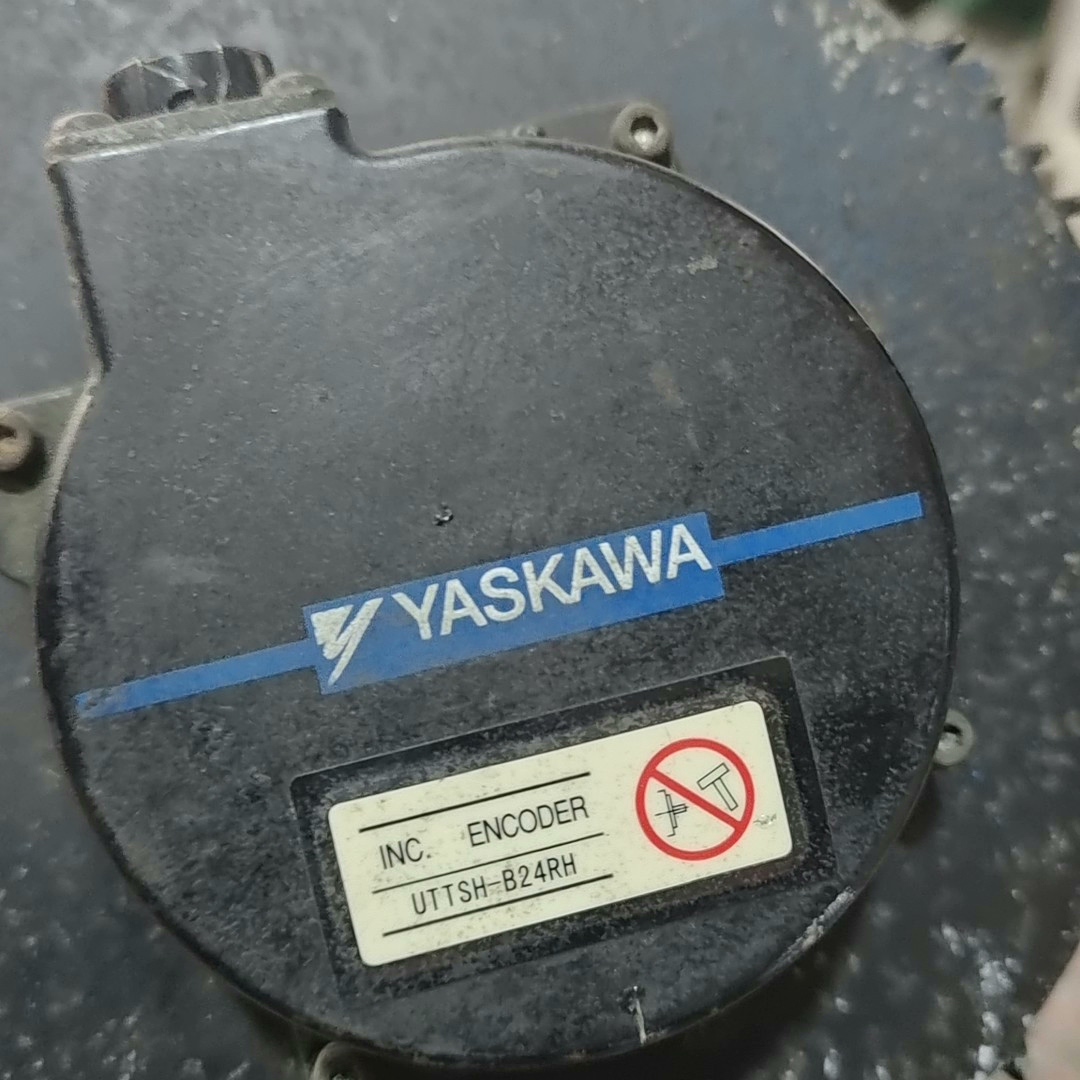 YASKAWA
INC. ENCODER
UTTSH-B24RH